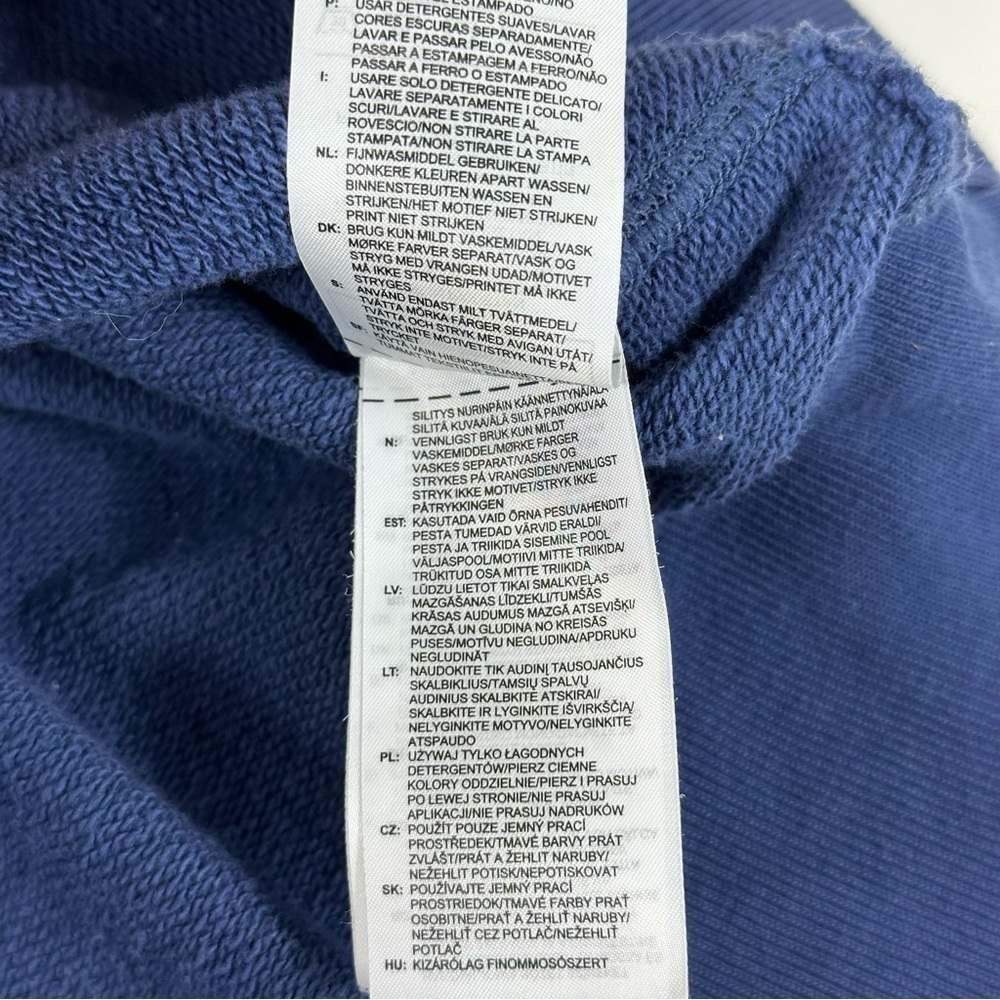 ESTAMPADO
P: USAR DETERGENTES SUAVES/LAVAR
CORES ESCURAS SEPARADAMENTE/
LAVAR E PASSAR PELO AVESSO/NÃO
PASSAR A ESTAMPAGEM A FERRO/NÃO
PASSAR A FERRO O ESTAMPADO
I: USARE SOLO DETERGENTE DELICATO/
LAVARE SEPARATAMENTE I COLORI
SCURI/LAVARE E STIRARE AL
ROVESCIO/NON STIRARE LA PARTE
STAMPATA/NON STIRARE LA STAMPA
NL: FIJNWASMIDDEL GEBRUIKEN/
DONKERE KLEUREN APART WASSEN/
BINNENSTEBUITEN WASSEN EN
STRIJKEN/HET MOTIEF NIET STRIJKEN/
PRINT NIET STRIJKEN
DK: BRUG KUN MILDT VASKEMIDDEL/VASK
MØRKE FARVER SEPARAT/VASK OG
STRYG MED VRANGEN UDAD/MOTIVET
MÅ IKKE STRYGES/PRINTET MÅ IKKE
STRYGES
S: ANVÄND ENDAST MILT TVÄTTMEDEL/
TVÄTTA MÖRKA FÄRGER SEPARAT/
TVÄTTA OCH STRYK MED AVIGAN UTÅT/
STRYK INTE MOTIVET/STRYK INTE PÅ
TRYCKET
SF: KÄYTÄ VAIN HIENOPESUAINETTA
TUMMAT TEKSTIILIT
SILITYS NURINPÄIN KÄÄNNETTYNÄ/ÄLÄ
SILITÄ KUVAA/ÄLÄ SILITÄ PAINOKUVAA
N: VENNLIGST BRUK KUN MILDT
VASKEMIDDEL/MØRKE FARGER
VASKES SEPARAT/VASKES OG
STRYKES PÅ VRANGSIDEN/VENNLIGST
STRYK IKKE MOTIVET/STRYK IKKE
PÅTRYKKINGEN
EST: KASUTADA VAID ÕRNA PESUVAHENDIT/
PESTA TUMEDAD VÄRVID ERALDI/
PESTA JA TRIIKIDA SISEMINE POOL
VÄLJASPOOL/MOTIIVI MITTE TRIIKIDA/
TRÜKITUD OSA MITTE TRIIKIDA
LV: LŪDZU LIETOT TIKAI SMALKVEĻAS
MAZGĀŠANAS LĪDZEKLI/TUMŠĀS
KRĀSAS AUDUMUS MAZGĀ ATSEVIŠĶI/
MAZGĀ UN GLUDINA NO KREISĀS
PUSES/MOTĪVU NEGLUDINA/APDRUKU
NEGLUDINĀT
LT: NAUDOKITE TIK AUDINĮ TAUSOJANČIUS
SKALBIKLIUS/TAMSIŲ SPALVŲ
AUDINIUS SKALBKITE ATSKIRAI/
SKALBKITE IR LYGINKITE IŠVIRKŠČIĄ/
NELYGINKITE MOTYVO/NELYGINKITE
ATSPAUDO
PL: UŻYWAJ TYLKO ŁAGODNYCH
DETERGENTÓW/PIERZ CIEMNE
KOLORY ODDZIELNIE/PIERZ I PRASUJ
PO LEWEJ STRONIE/NIE PRASUJ
APLIKACJI/NIE PRASUJ NADRUKÓW
CZ: POUŽÍT POUZE JEMNÝ PRACÍ
PROSTŘEDEK/TMAVÉ BARVY PRÁT
ZVLÁŠT/PRÁT A ŽEHLIT NARUBY/
NEŽEHLIT POTISK/NEPOTISKOVAT
SK: POUŽÍVAJTE JEMNÝ PRACÍ
PROSTRIEDOK/TMAVÉ FARBY PRAŤ
OSOBITNE/PRAŤ A ŽEHLIŤ NARUBY/
NEŽEHLIŤ CEZ POTLAČ/NEŽEHLIŤ
POTLAČ
HU: KIZÁRÓLAG FINOMMOSÓSZERT